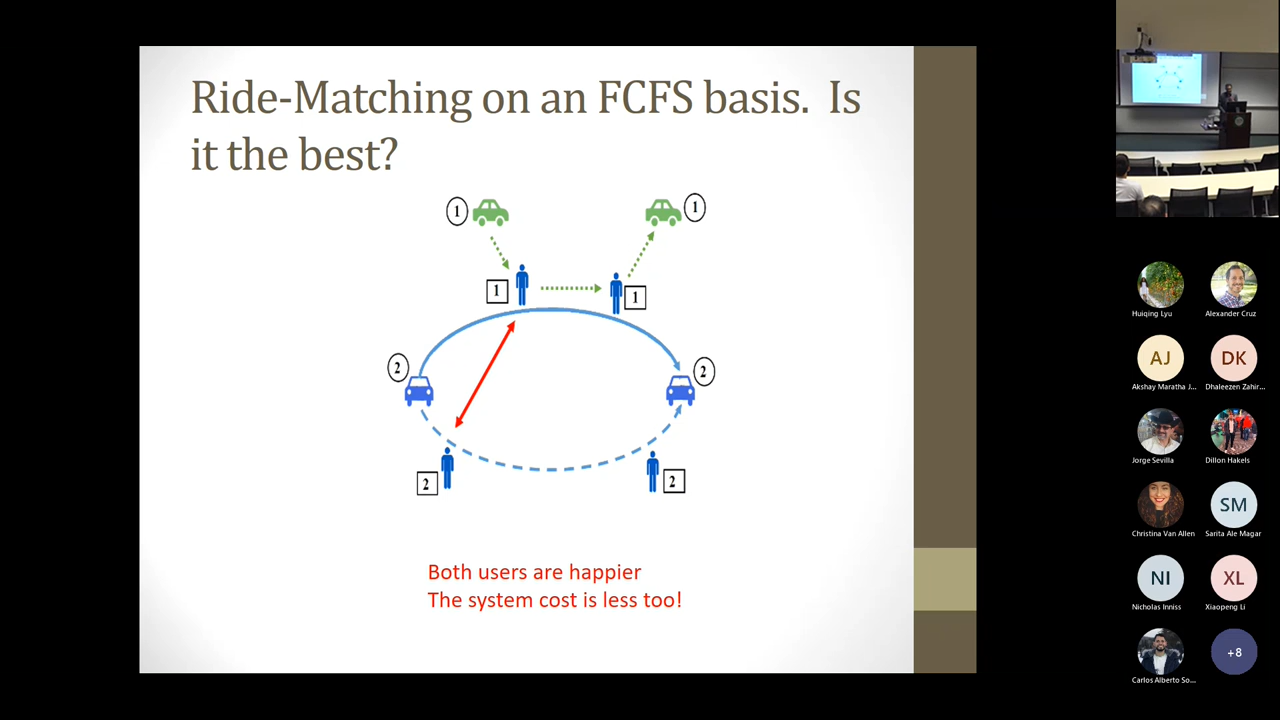 Ride-Matching on an FCFS basis.  Is
it the best?
1
1
1
1
2
2
2
2
Both users are happier
The system cost is less too!
Huiqing Lyu
Alexander Cruz
AJ
DK
Akshay Maratha J...
Dhaleezen Zahir...
Jorge Sevilla
Dillon Hakels
SM
Christina Van Allen
Sarita Ale Magar
NI
XL
Nicholas Inniss
Xiaopeng Li
+8
Carlos Alberto So...